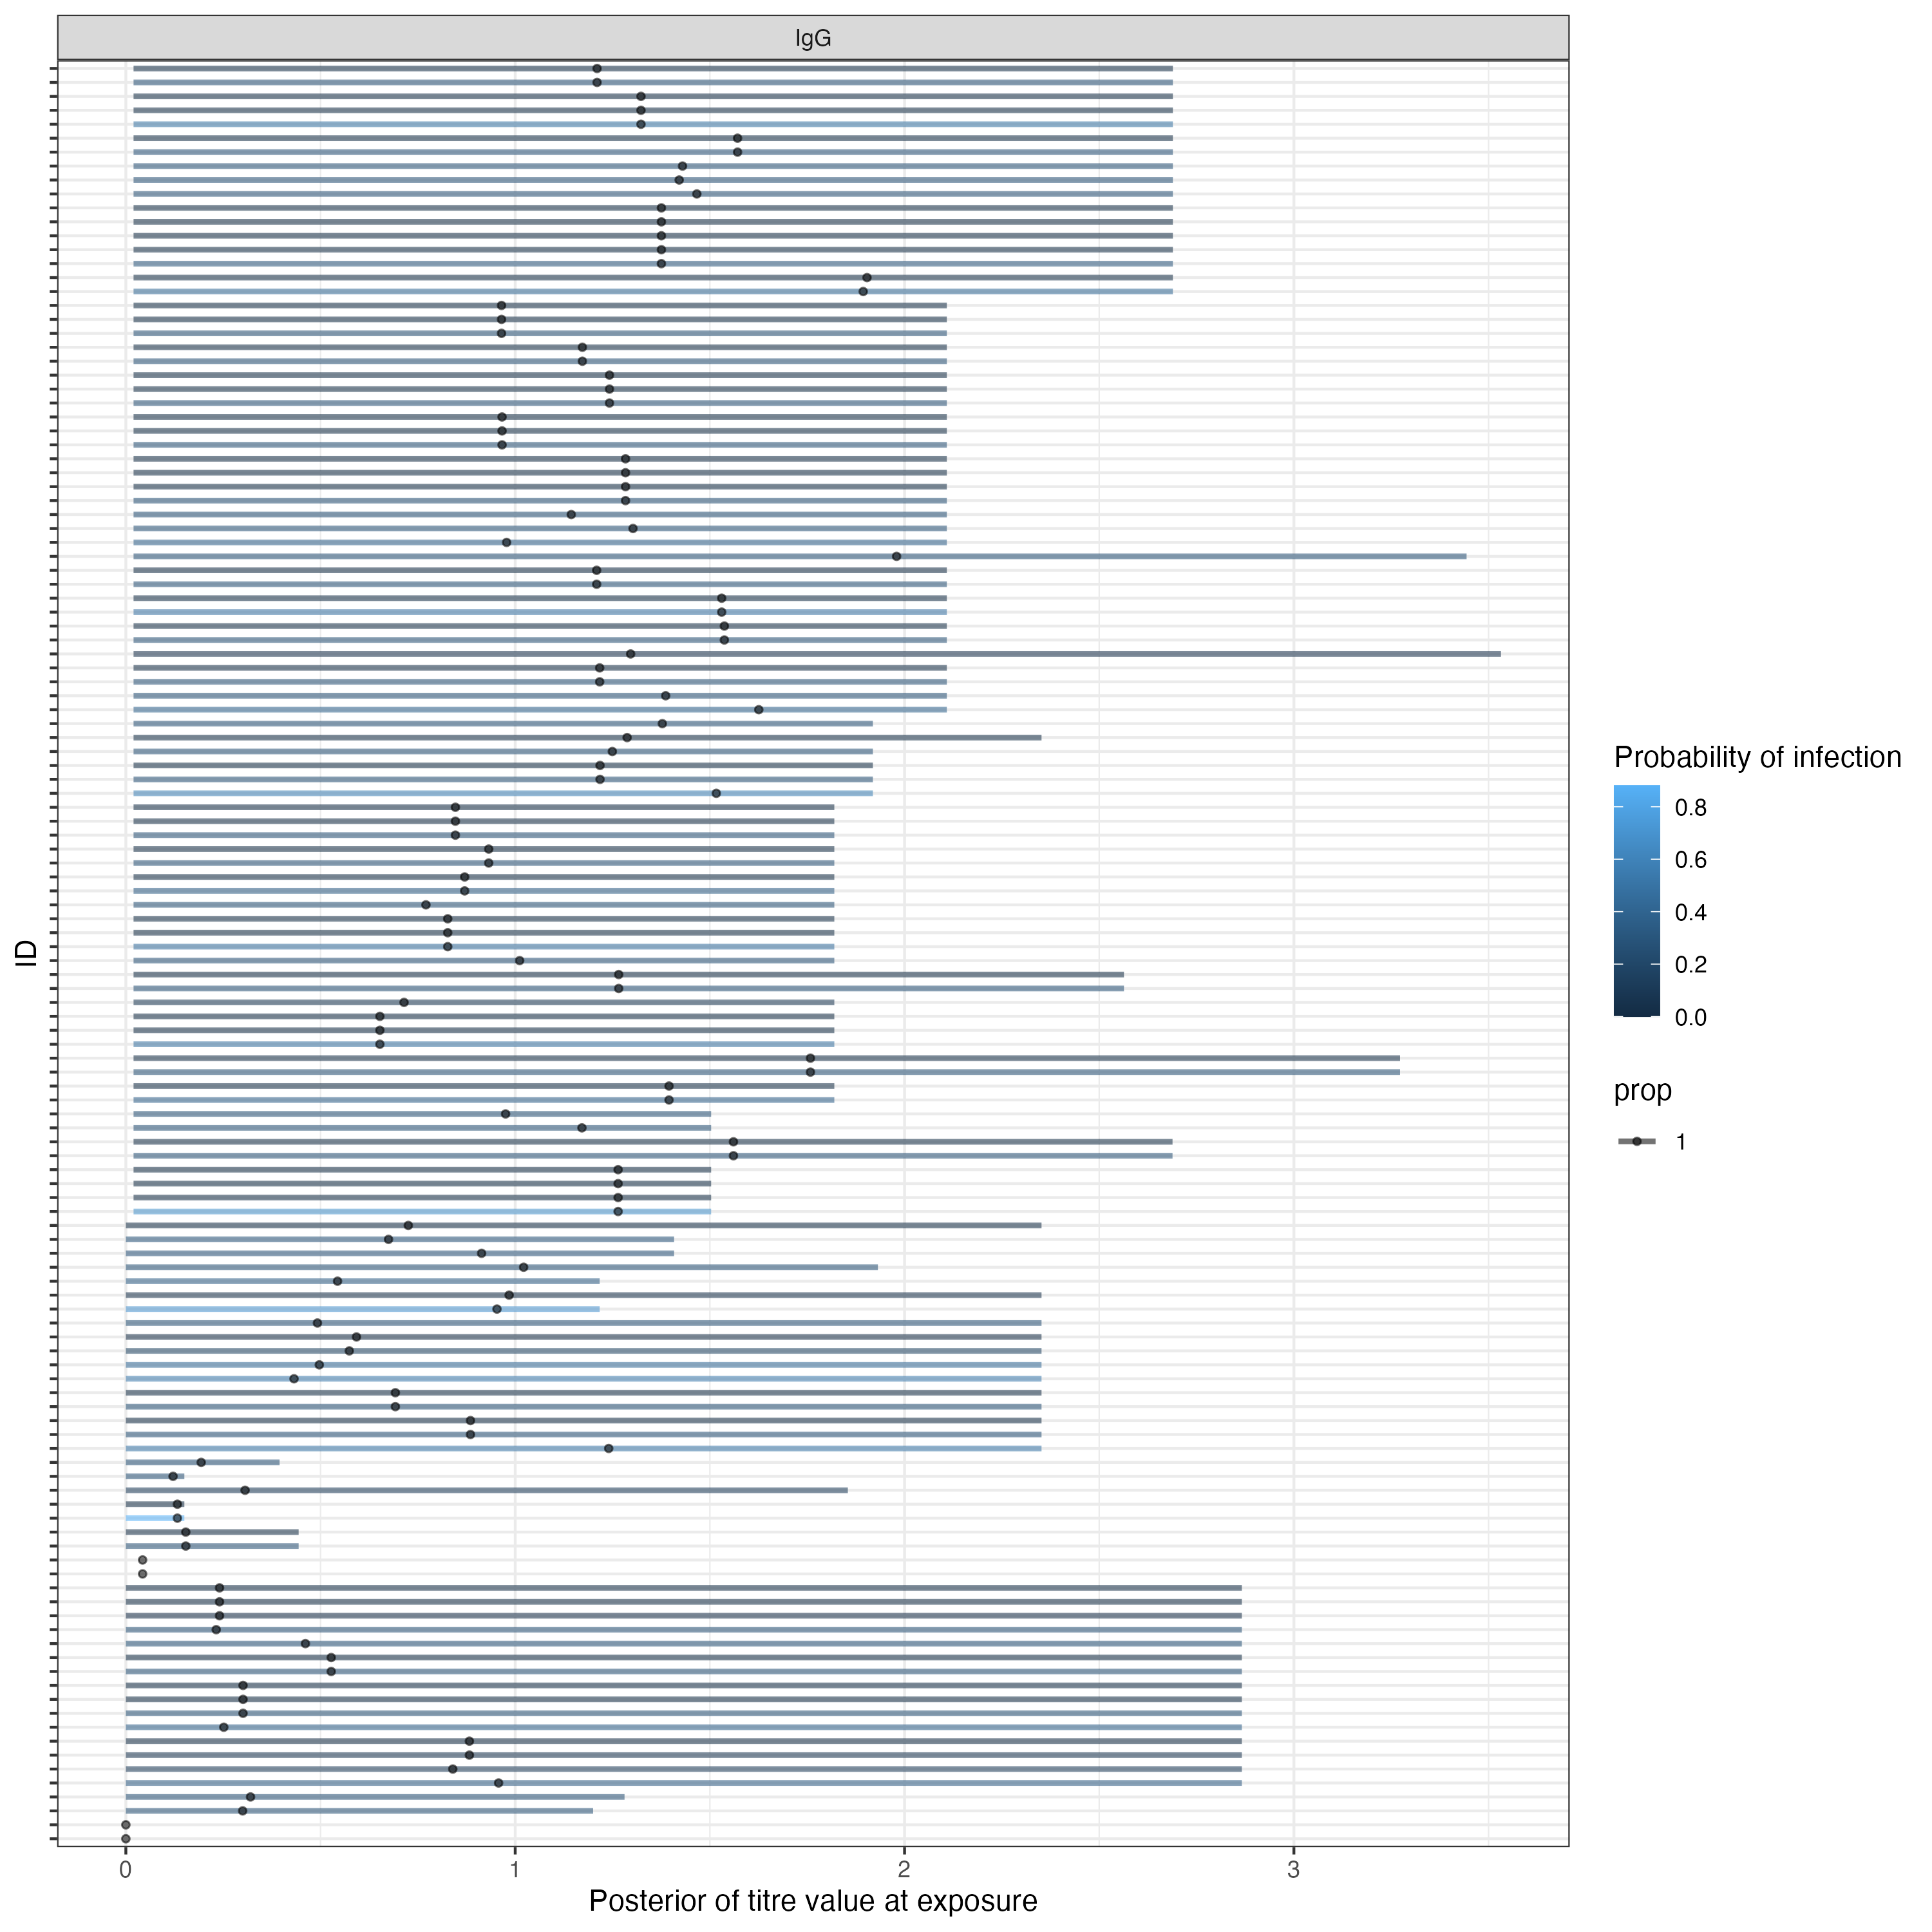 IgG
ID
0 1 2 3
Posterior of titre value at exposure
Probability of infection
0.8
0.6
0.4
0.2
0.0
prop
1